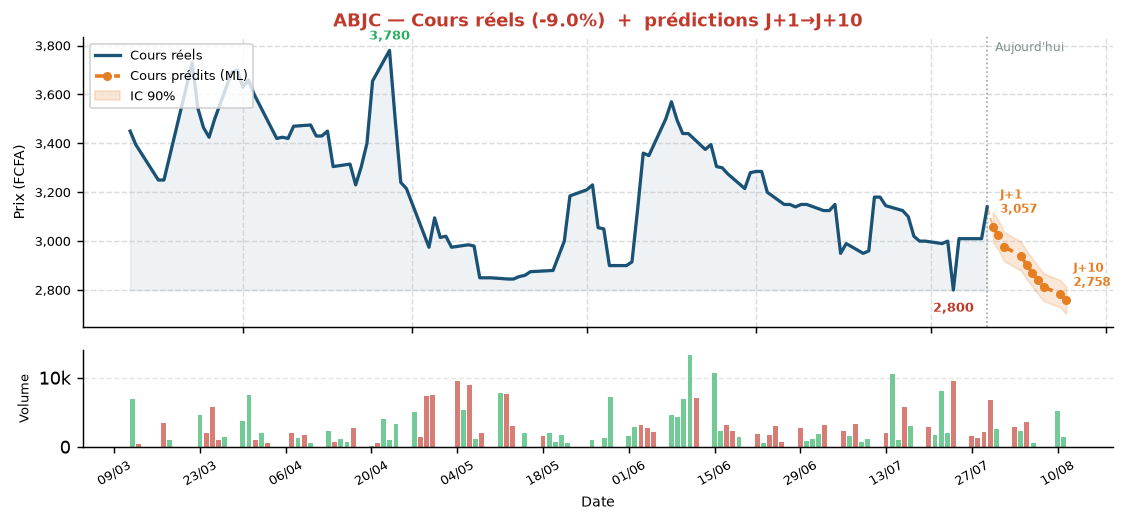 ABJC — Cours réels (-9.0%)  +  prédictions J+1→J+10
3,780
Aujourd'hui
Cours réels
Cours prédits (ML)
IC 90%
3,800
3,600
3,400
3,200
3,000
2,800
Prix (FCFA)
J+1
3,057
J+10
2,758
2,800
Volume
10k
0
09/03
23/03
06/04
20/04
04/05
18/05
01/06
15/06
29/06
13/07
27/07
10/08
Date